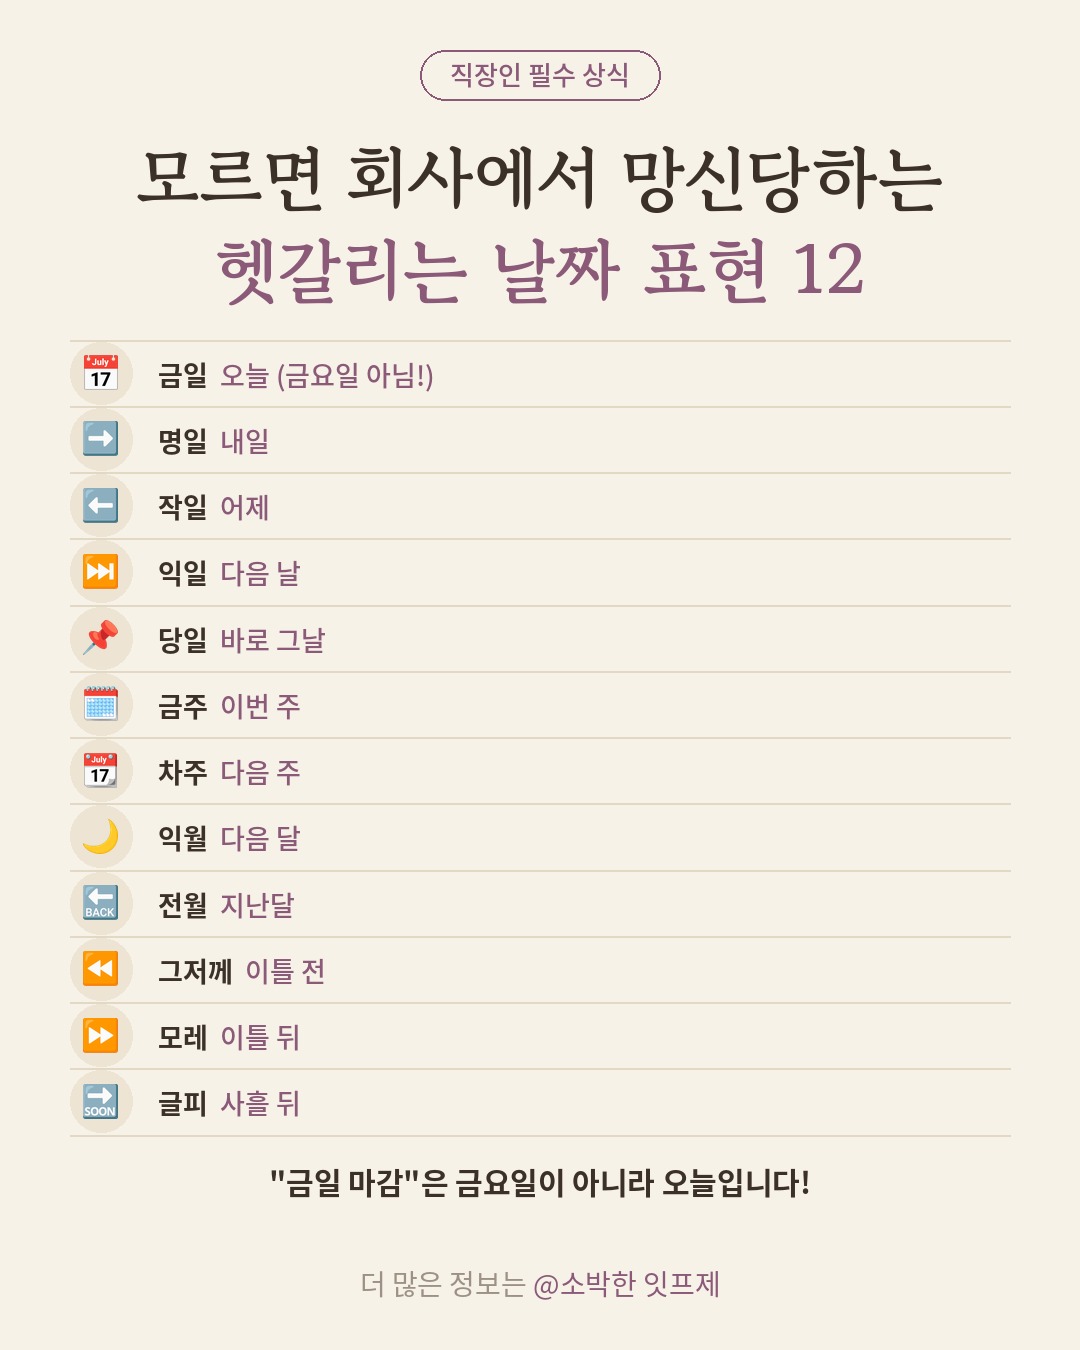 직장인 필수 상식
모르면 회사에서 망신당하는
헷갈리는 날짜 표현 12
July
17
금일 오늘 (금요일 아님!)
명일 내일
작일 어제
익일 다음 날
당일 바로 그날
금주 이번 주
July
17
차주 다음 주
익월 다음 달
BACK
전월 지난달
그저께 이틀 전
모레 이틀 뒤
SOON
글피 사흘 뒤
"금일 마감"은 금요일이 아니라 오늘입니다!
더 많은 정보는 @소박한 잇프제